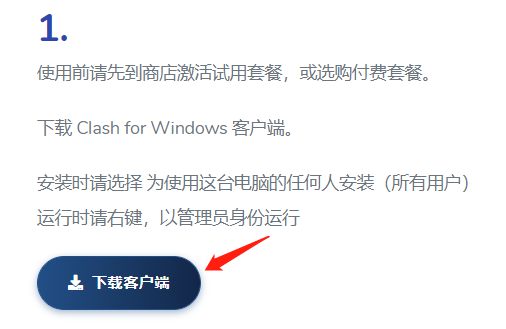 1.
使用前请先到商店激活试用套餐，或选购付费套餐。
下载 Clash for Windows 客户端。
安装时请选择 为使用这台电脑的任何人安装（所有用户）
运行时请右键，以管理员身份运行
下载客户端